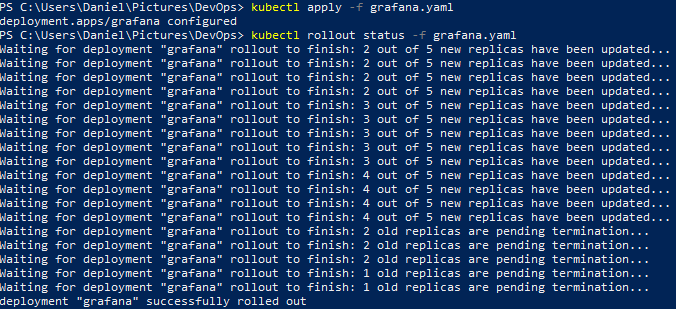 PS C:\Users\Daniel\Pictures\DevOps> kubectl apply -f grafana.yaml
deployment.apps/grafana configured
PS C:\Users\Daniel\Pictures\DevOps> kubectl rollout status -f grafana.yaml
Waiting for deployment "grafana" rollout to finish: 2 out of 5 new replicas have been updated...
Waiting for deployment "grafana" rollout to finish: 2 out of 5 new replicas have been updated...
Waiting for deployment "grafana" rollout to finish: 2 out of 5 new replicas have been updated...
Waiting for deployment "grafana" rollout to finish: 2 out of 5 new replicas have been updated...
Waiting for deployment "grafana" rollout to finish: 3 out of 5 new replicas have been updated...
Waiting for deployment "grafana" rollout to finish: 3 out of 5 new replicas have been updated...
Waiting for deployment "grafana" rollout to finish: 3 out of 5 new replicas have been updated...
Waiting for deployment "grafana" rollout to finish: 3 out of 5 new replicas have been updated...
Waiting for deployment "grafana" rollout to finish: 3 out of 5 new replicas have been updated...
Waiting for deployment "grafana" rollout to finish: 4 out of 5 new replicas have been updated...
Waiting for deployment "grafana" rollout to finish: 4 out of 5 new replicas have been updated...
Waiting for deployment "grafana" rollout to finish: 4 out of 5 new replicas have been updated...
Waiting for deployment "grafana" rollout to finish: 4 out of 5 new replicas have been updated...
Waiting for deployment "grafana" rollout to finish: 2 old replicas are pending termination...
Waiting for deployment "grafana" rollout to finish: 2 old replicas are pending termination...
Waiting for deployment "grafana" rollout to finish: 2 old replicas are pending termination...
Waiting for deployment "grafana" rollout to finish: 1 old replicas are pending termination...
Waiting for deployment "grafana" rollout to finish: 1 old replicas are pending termination...
deployment "grafana" successfully rolled out